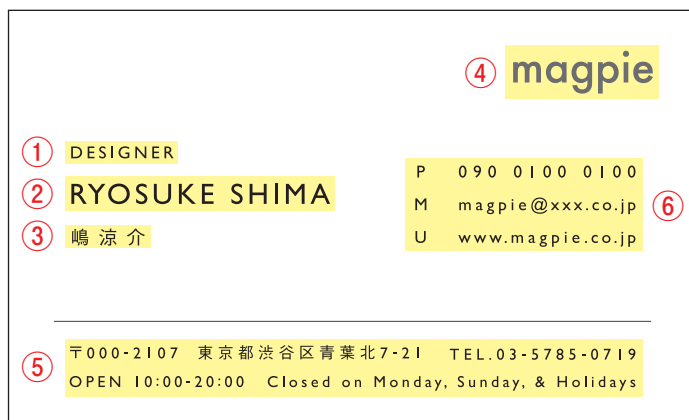 ④ magpie
① DESIGNER
② RYOSUKE SHIMA
③ 嶋涼介
P 090 0100 0100
M magpie@xxx.co.jp
U www.magpie.co.jp
⑥
⑤ 〒000-2107 東京都渋谷区青葉北7-21 TEL.03-5785-0719
OPEN 10:00-20:00 Closed on Monday, Sunday, & Holidays